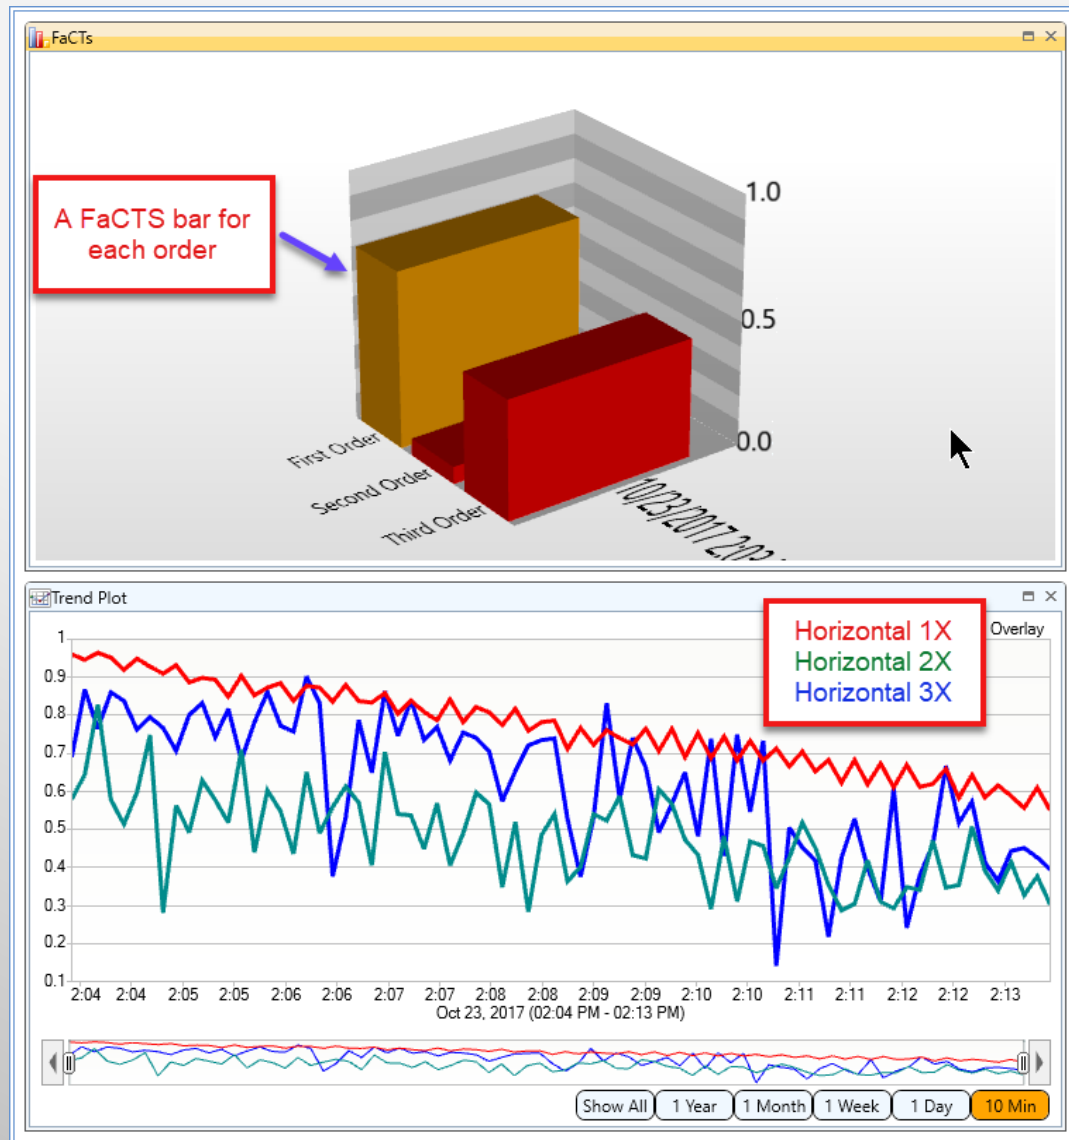 FaCTs
A FaCTS bar for
each order
1.0
0.5
0.0
First Order
Second Order
Third Order
10/23/2017
Trend Plot
Horizontal 1X
Horizontal 2X
Horizontal 3X
Overlay
1
0.9
0.8
0.7
0.6
0.5
0.4
0.3
0.2
0.1
2:04 2:04 2:05 2:05 2:06 2:06 2:07 2:07 2:08 2:08 2:09 2:09 2:10 2:10 2:11 2:11 2:12 2:12 2:13
Oct 23, 2017 (02:04 PM - 02:13 PM)
Show All 1 Year 1 Month 1 Week 1 Day 10 Min